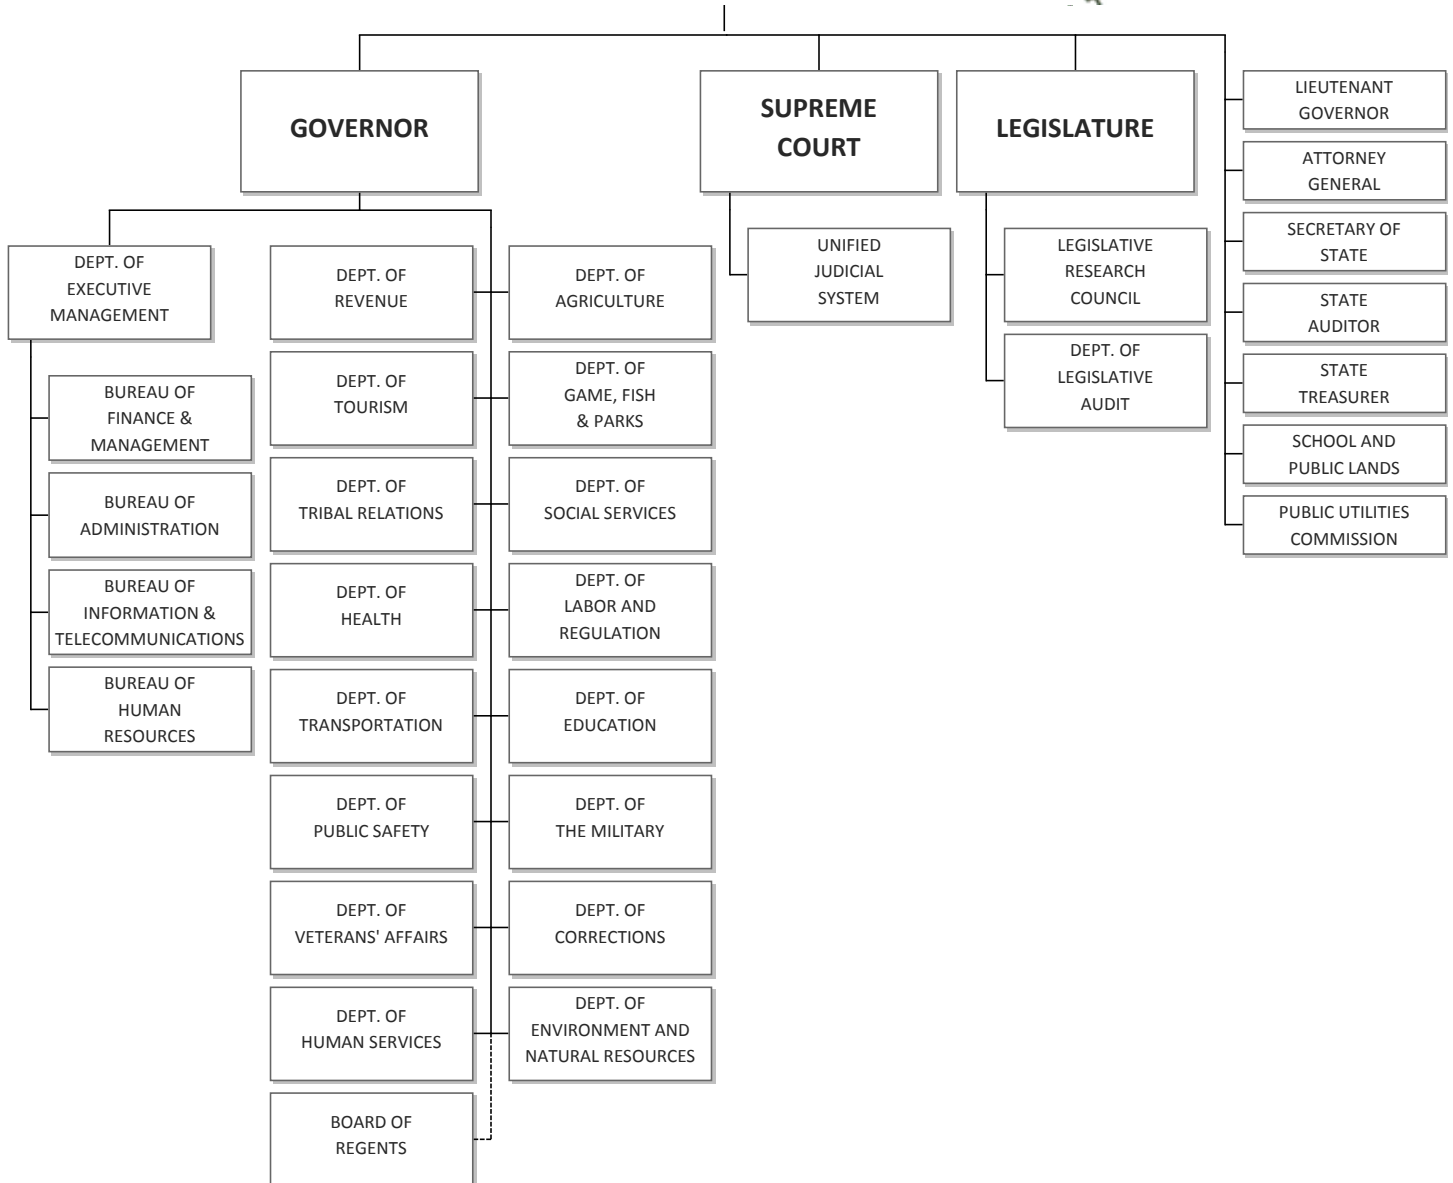 GOVERNOR
SUPREME
COURT
LEGISLATURE
LIEUTENANT
GOVERNOR
ATTORNEY
GENERAL
SECRETARY OF
STATE
STATE
AUDITOR
STATE
TREASURER
SCHOOL AND
PUBLIC LANDS
PUBLIC UTILITIES
COMMISSION
DEPT. OF
EXECUTIVE
MANAGEMENT
BUREAU OF
FINANCE &
MANAGEMENT
BUREAU OF
ADMINISTRATION
BUREAU OF
INFORMATION &
TELECOMMUNICATIONS
BUREAU OF
HUMAN
RESOURCES
DEPT. OF
REVENUE
DEPT. OF
TOURISM
DEPT. OF
TRIBAL RELATIONS
DEPT. OF
HEALTH
DEPT. OF
TRANSPORTATION
DEPT. OF
PUBLIC SAFETY
DEPT. OF
VETERANS' AFFAIRS
DEPT. OF
HUMAN SERVICES
BOARD OF
REGENTS
DEPT. OF
AGRICULTURE
DEPT. OF
GAME, FISH
& PARKS
DEPT. OF
SOCIAL SERVICES
DEPT. OF
LABOR AND
REGULATION
DEPT. OF
EDUCATION
DEPT. OF
THE MILITARY
DEPT. OF
CORRECTIONS
DEPT. OF
ENVIRONMENT AND
NATURAL RESOURCES
UNIFIED
JUDICIAL
SYSTEM
LEGISLATIVE
RESEARCH
COUNCIL
DEPT. OF
LEGISLATIVE
AUDIT